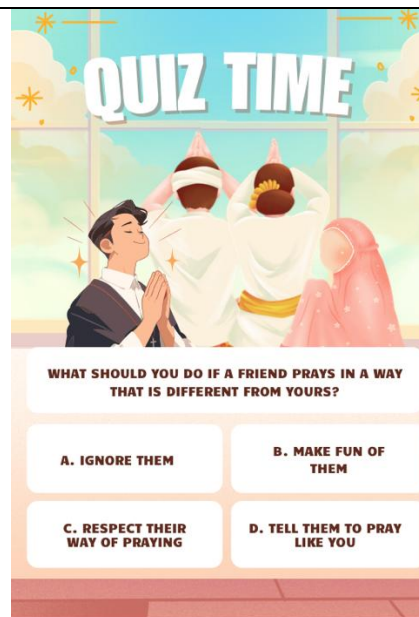 QUIZ TIME
WHAT SHOULD YOU DO IF A FRIEND PRAYS IN A WAY
THAT IS DIFFERENT FROM YOURS?
A. IGNORE THEM
B. MAKE FUN OF
THEM
C. RESPECT THEIR
WAY OF PRAYING
D. TELL THEM TO PRAY
LIKE YOU